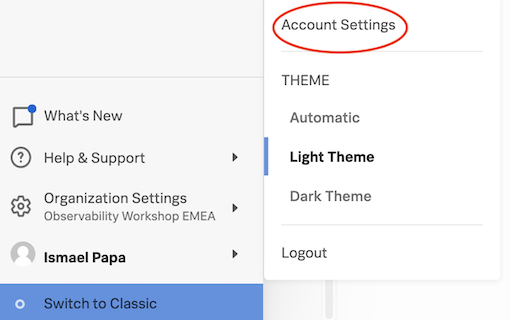 Account Settings
THEME
Automatic
Light Theme
Dark Theme
Logout
What's New
Help & Support
Organization Settings
Observability Workshop EMEA
Ismael Papa
Switch to Classic